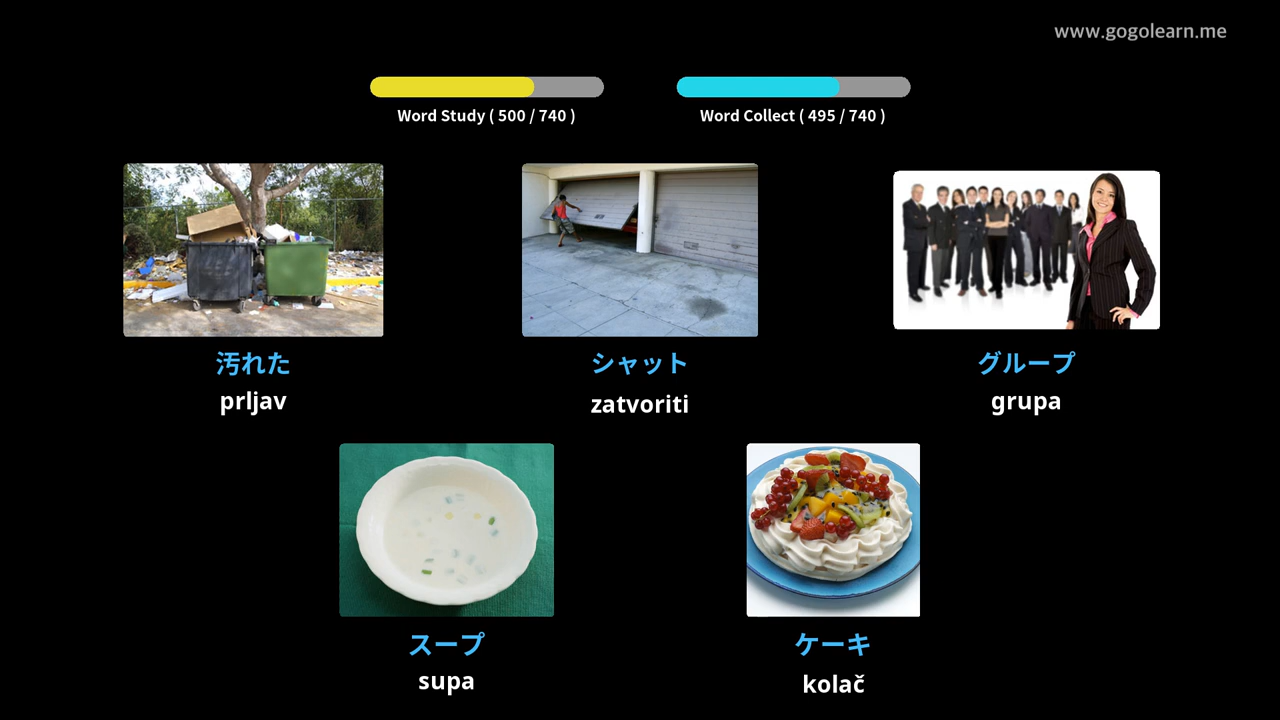 www.gogolearn.me
Word Study ( 500 / 740 )
Word Collect ( 495 / 740 )
汚れた
prljav
シャット
zatvoriti
グループ
grupa
スープ
supa
ケーキ
kolač